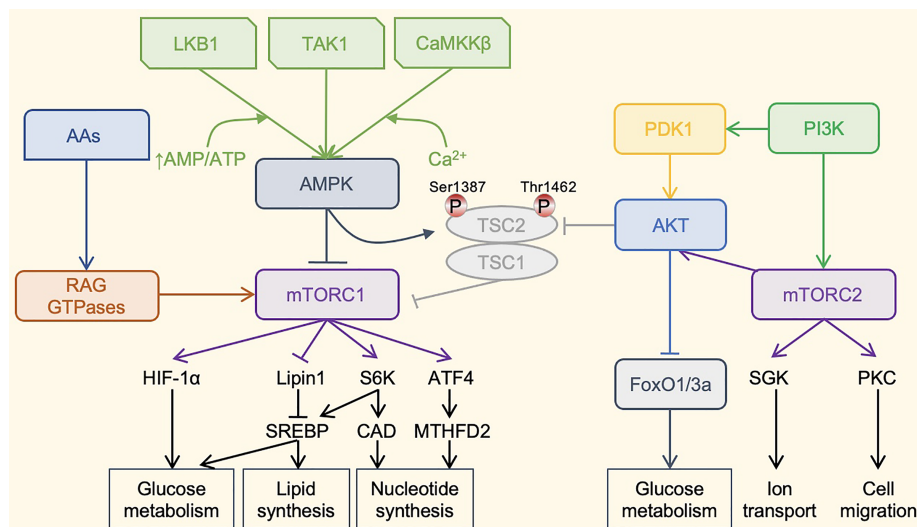 LKB1
TAK1
CaMKKβ
AAs
↑AMP/ATP
Ca²⁺
PDK1
PI3K
AMPK
Ser1387
Thr1462
P
P
TSC2
AKT
TSC1
RAG
GTPases
mTORC1
mTORC2
HIF-1α
Lipin1
S6K
ATF4
FoxO1/3a
SGK
PKC
SREBP
CAD
MTHFD2
Glucose
metabolism
Lipid
synthesis
Nucleotide
synthesis
Glucose
metabolism
Ion
transport
Cell
migration